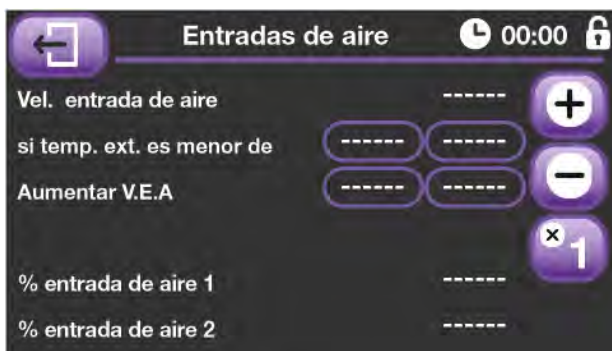 Entradas de aire 00:00
Vel. entrada de aire ------
si temp. ext. es menor de ------ ------
Aumentar V.E.A ------ ------
× 1
% entrada de aire 1 ------
% entrada de aire 2 ------